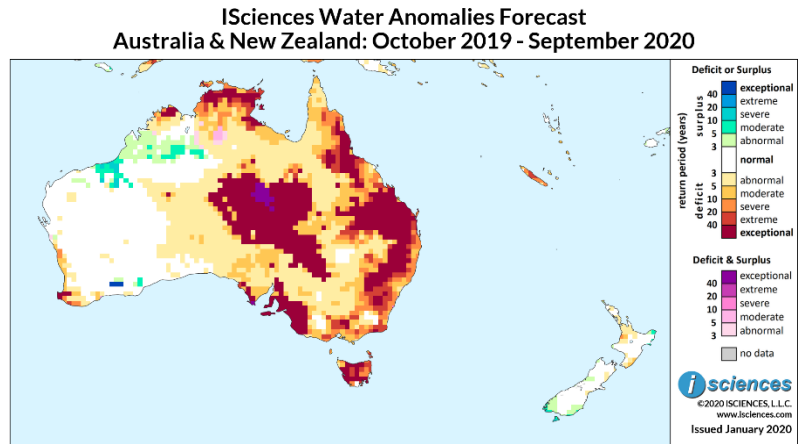 ISciences Water Anomalies Forecast
Australia & New Zealand: October 2019 - September 2020
Deficit or Surplus
return period (years)
surplus
deficit
40 exceptional
20 extreme
10 severe
5 moderate
3 abnormal
normal
3 abnormal
5 moderate
10 severe
20 extreme
40 exceptional
Deficit & Surplus
40 exceptional
20 extreme
10 severe
5 moderate
3 abnormal
no data
i sciences
©2020 ISCIENCES, L.L.C.
www.isciences.com
Issued January 2020